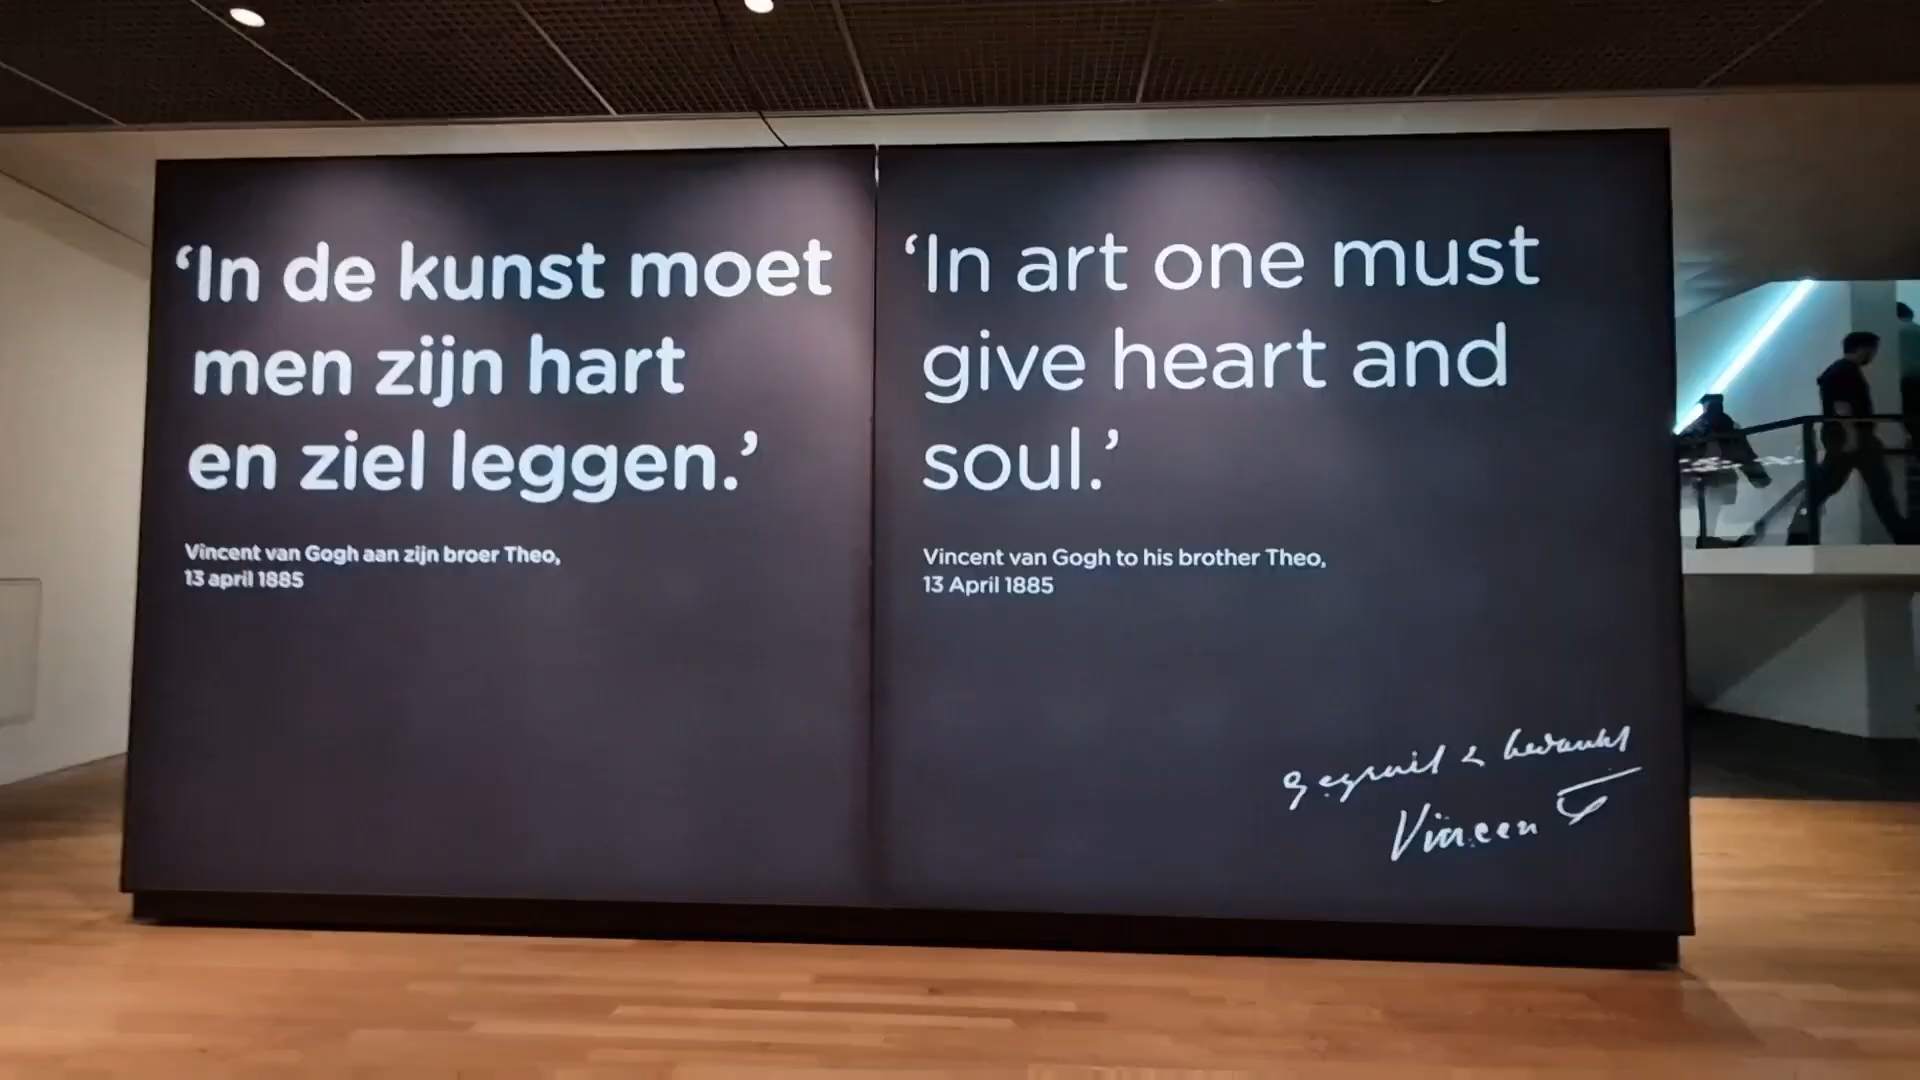 ‘In de kunst moet
men zijn hart
en ziel leggen.’
Vincent van Gogh aan zijn broer Theo,
13 april 1885
‘In art one must
give heart and
soul.’
Vincent van Gogh to his brother Theo,
13 April 1885
Vincent